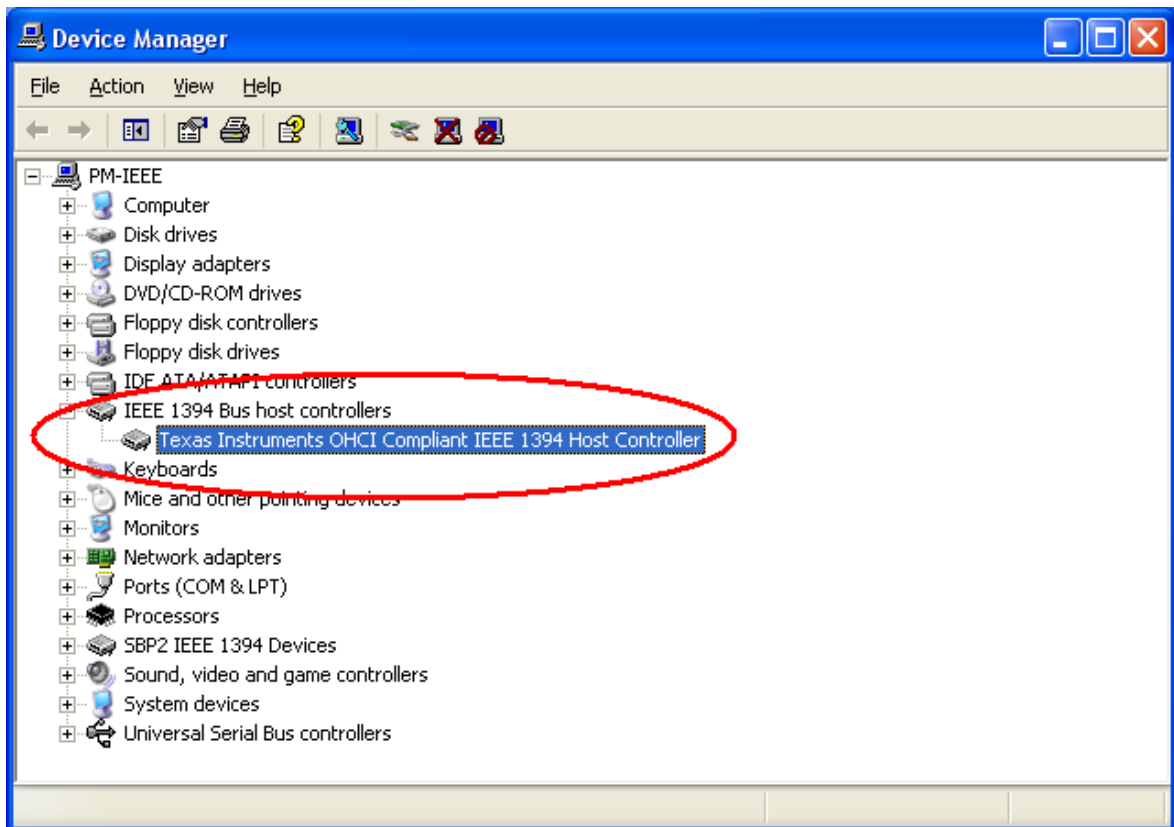 Device Manager
File Action View Help
PM-IEEE
Computer
Disk drives
Display adapters
DVD/CD-ROM drives
Floppy disk controllers
Floppy disk drives
IDE ATA/ATAPI controllers
IEEE 1394 Bus host controllers
Texas Instruments OHCI Compliant IEEE 1394 Host Controller
Keyboards
Mice and other pointing devices
Monitors
Network adapters
Ports (COM & LPT)
Processors
SBP2 IEEE 1394 Devices
Sound, video and game controllers
System devices
Universal Serial Bus controllers